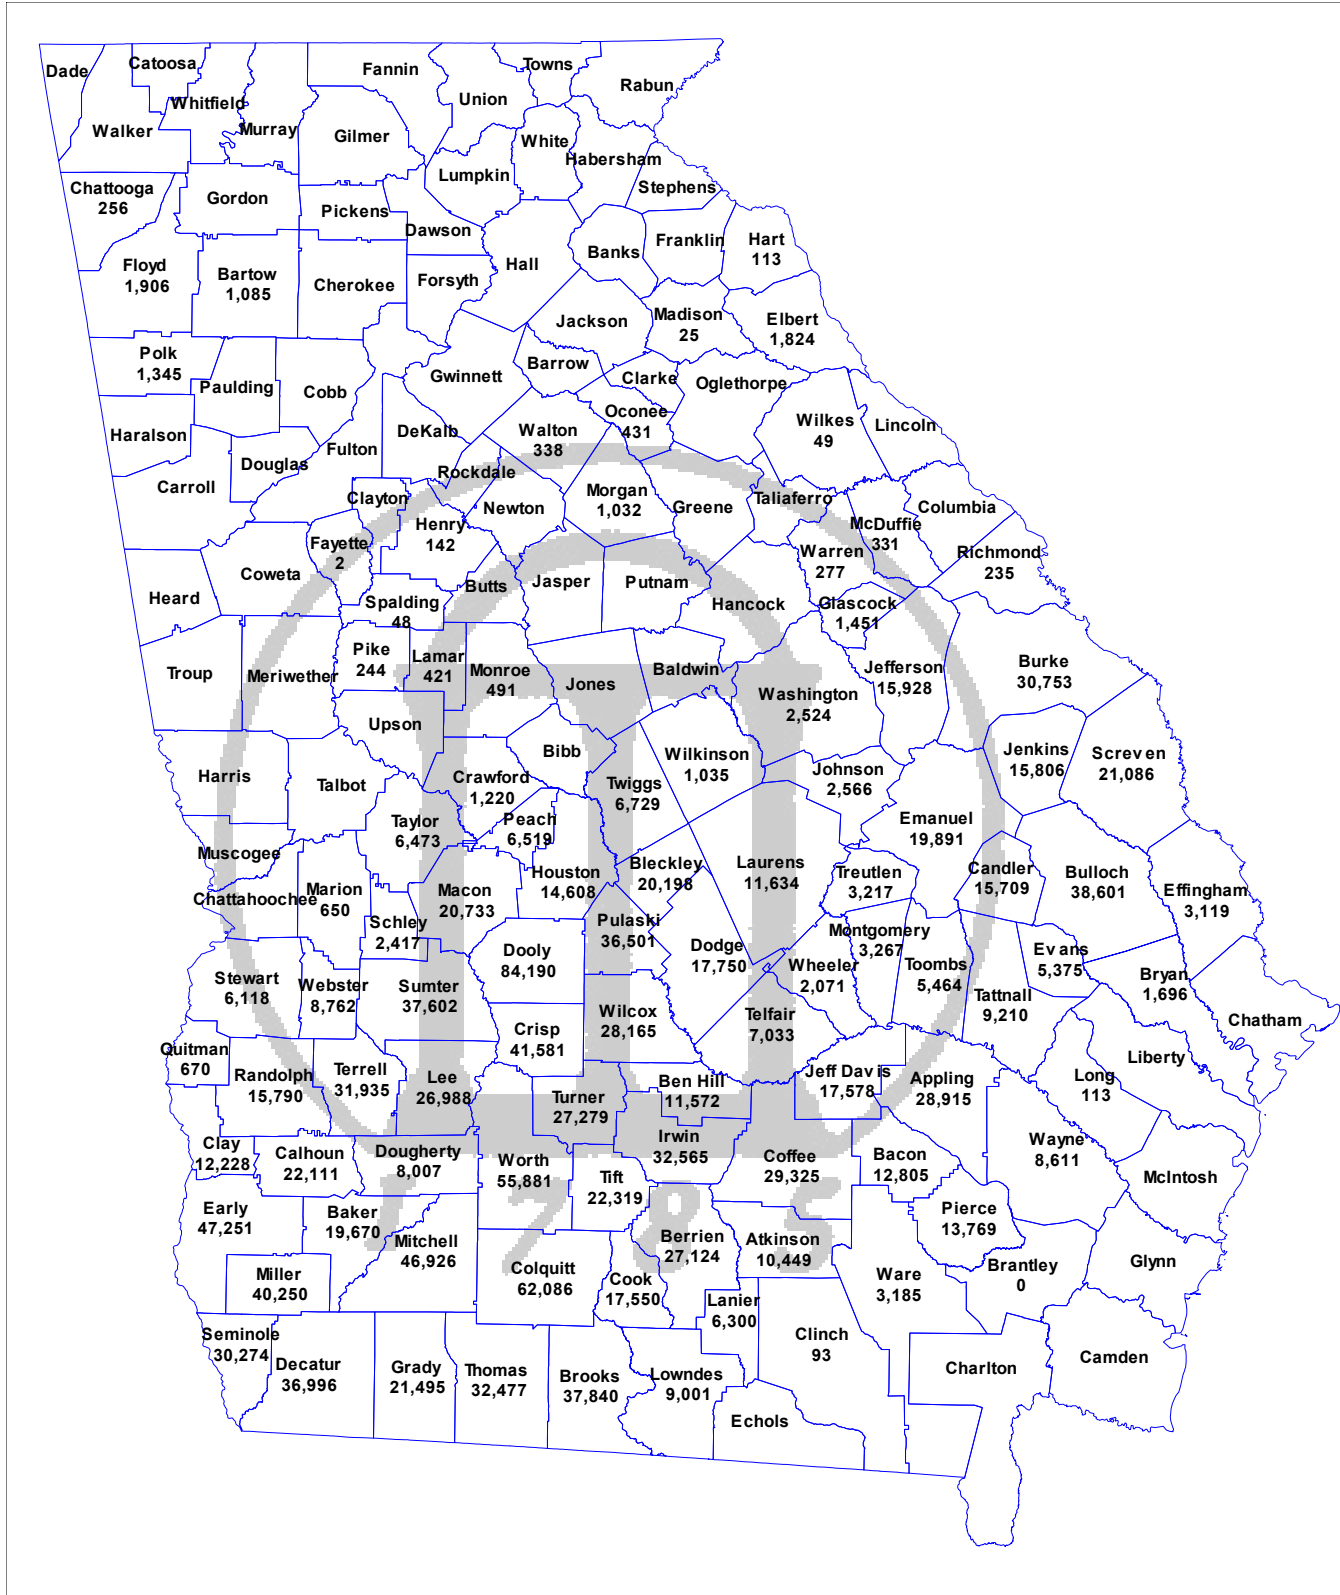 Dade
Catoosa
Fannin
Towns
Rabun
Union
Whitfield
Walker
Murray
Gilmer
White
Habersham
Lumpkin
Stephens
Chattooga
256
Gordon
Pickens
Dawson
Banks
Franklin
Hart
113
Hall
Floyd
1,906
Bartow
1,085
Cherokee
Forsyth
Jackson
Madison
25
Elbert
1,824
Polk
1,345
Paulding
Cobb
Gwinnett
Barrow
Clarke
Oglethorpe
Oconee
431
Wilkes
49
Lincoln
Haralson
Douglas
Fulton
DeKalb
Walton
338
Rockdale
Carroll
Clayton
Henry
142
Newton
Morgan
1,032
Greene
Taliaferro
McDuffie
331
Columbia
Richmond
235
Fayette
2
Warren
277
Coweta
Heard
Butts
Jasper
Putnam
Hancock
Glascock
1,451
Spalding
48
Pike
244
Lamar
421
Monroe
491
Troup
Meriwether
Jones
Baldwin
Washington
2,524
Jefferson
15,928
Burke
30,753
Upson
Bibb
Wilkinson
1,035
Johnson
2,566
Jenkins
15,806
Screven
21,086
Harris
Talbot
Crawford
1,220
Twiggs
6,729
Taylor
6,473
Peach
6,519
Emanuel
19,891
Muscogee
Chattahoochee
Marion
650
Macon
20,733
Houston
14,608
Bleckley
20,198
Laurens
11,634
Treutlen
3,217
Candler
15,709
Bulloch
38,601
Effingham
3,119
Schley
2,417
Dooly
84,190
Pulaski
36,501
Dodge
17,750
Montgomery
3,267
Wheeler
2,071
Toombs
5,464
Evans
5,375
Tattnall
9,210
Bryan
1,696
Chatham
Stewart
6,118
Webster
8,762
Sumter
37,602
Crisp
41,581
Wilcox
28,165
Telfair
7,033
Liberty
Quitman
670
Randolph
15,790
Terrell
31,935
Lee
26,988
Turner
27,279
Ben Hill
11,572
Jeff Davis
17,578
Appling
28,915
Long
113
Irwin
32,565
Wayne
8,611
McIntosh
Clay
12,228
Calhoun
22,111
Dougherty
8,007
Worth
55,881
Tift
22,319
Coffee
29,325
Bacon
12,805
Early
47,251
Baker
19,670
Mitchell
46,926
Berrien
27,124
Atkinson
10,449
Pierce
13,769
Brantley
0
Glynn
Miller
40,250
Colquitt
62,086
Cook
17,550
Lanier
6,300
Ware
3,185
Seminole
30,274
Decatur
36,996
Grady
21,495
Thomas
32,477
Brooks
37,840
Lowndes
9,001
Clinch
93
Charlton
Camden
Echols
1785